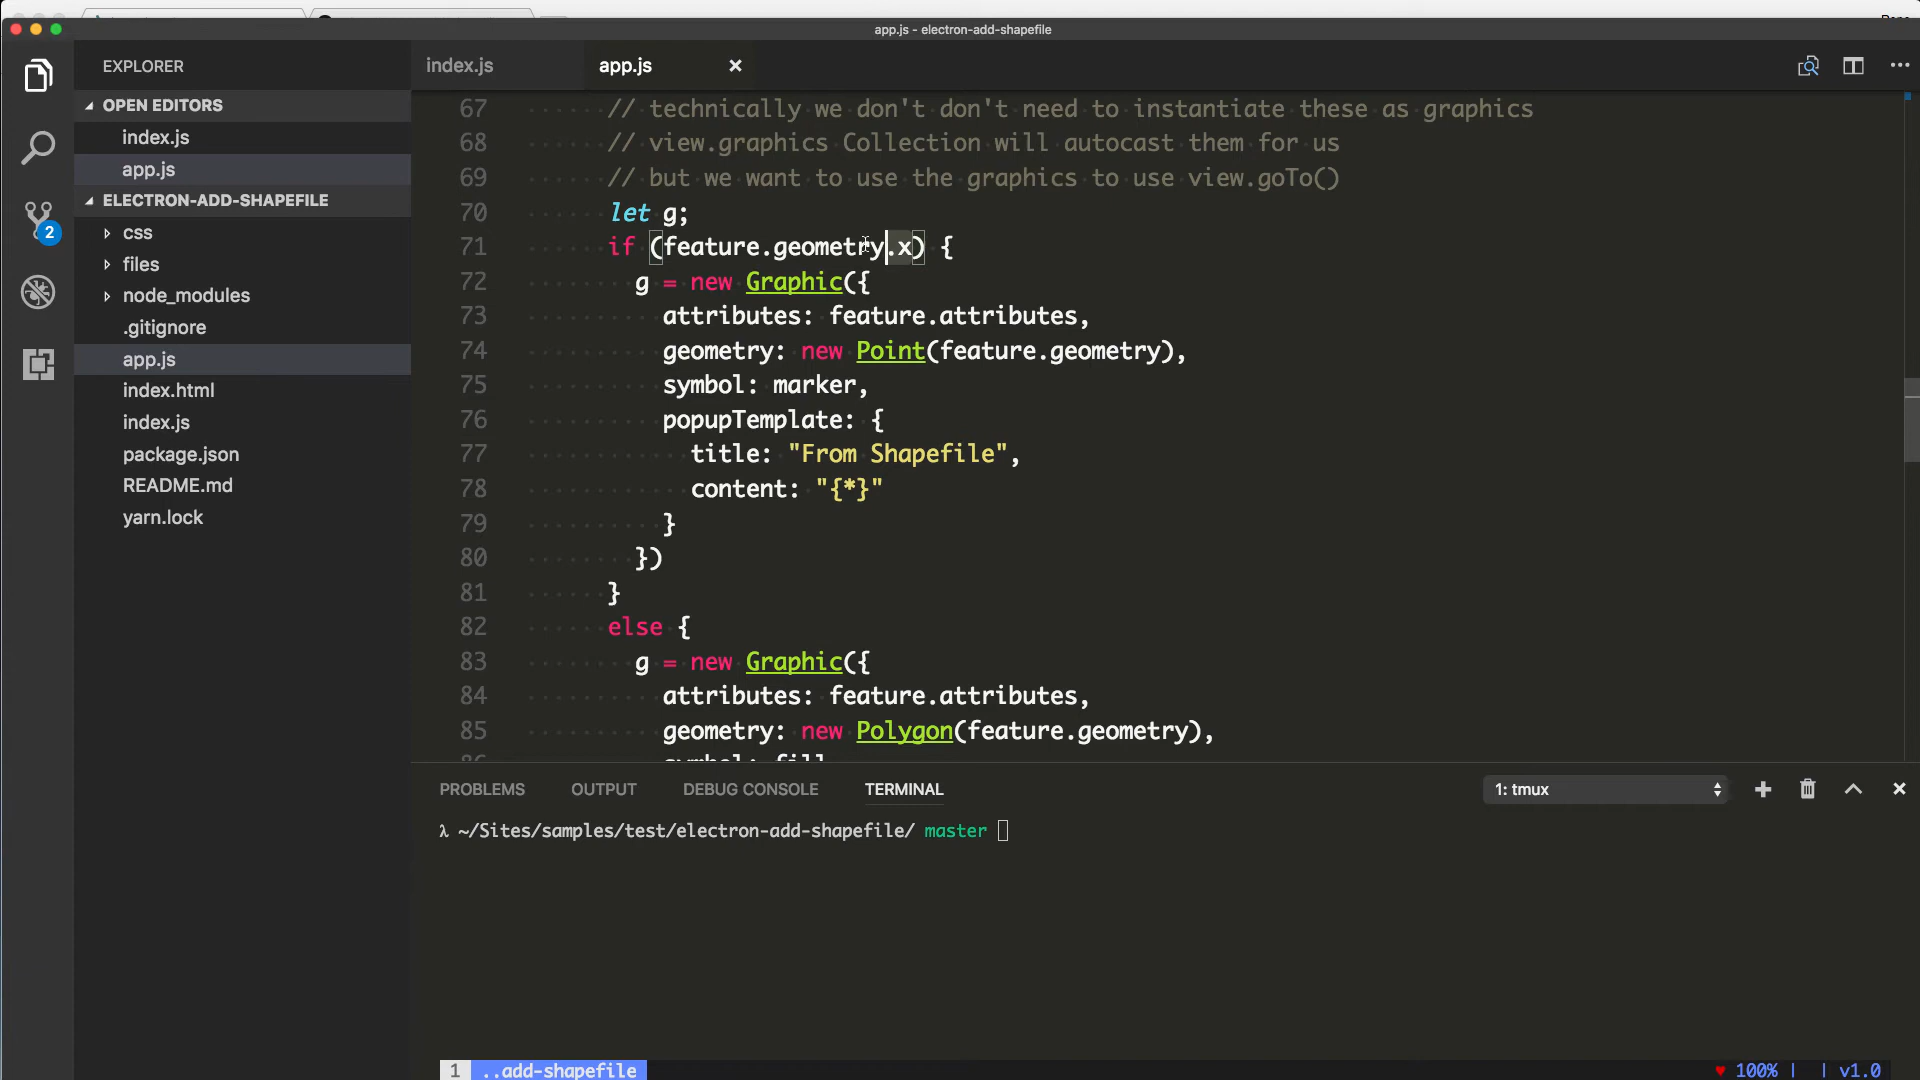 app.js - electron-add-shapefile
EXPLORER
OPEN EDITORS
index.js
app.js
ELECTRON-ADD-SHAPEFILE
css
files
node_modules
.gitignore
app.js
index.html
index.js
package.json
README.md
yarn.lock
2
index.js
app.js
67 // technically we don't don't need to instantiate these as graphics
68 // view.graphics Collection will autocast them for us
69 // but we want to use the graphics to use view.goTo()
70 let g;
71 if (feature.geometry.x) {
72 g = new Graphic({
73 attributes: feature.attributes,
74 geometry: new Point(feature.geometry),
75 symbol: marker,
76 popupTemplate: {
77 title: "From Shapefile",
78 content: "{*}"
79 }
80 })
81 }
82 else {
83 g = new Graphic({
84 attributes: feature.attributes,
85 geometry: new Polygon(feature.geometry),
86 symbol: fill
PROBLEMS OUTPUT DEBUG CONSOLE TERMINAL
1: tmux
λ ~/Sites/samples/test/electron-add-shapefile/ master
1 ..add-shapefile
♥ 100% | | v1.0